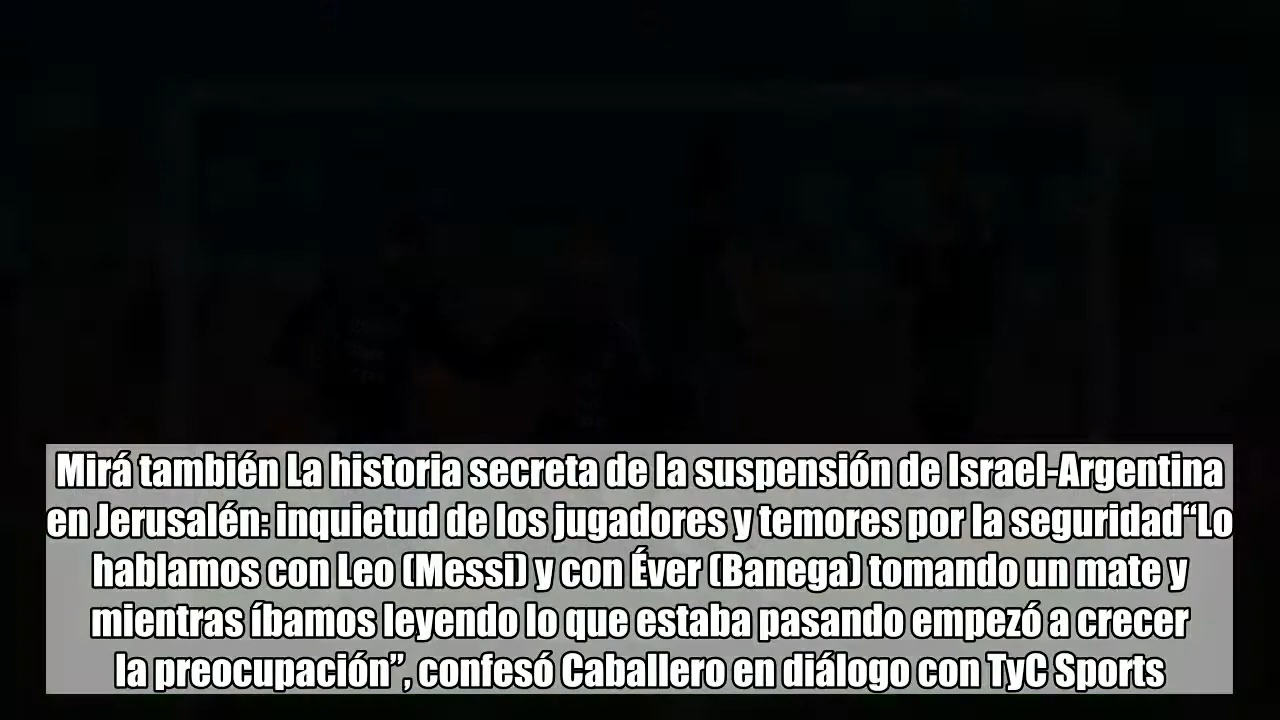 Mirá también La historia secreta de la suspensión de Israel-Argentina
en Jerusalén: inquietud de los jugadores y temores por la seguridad“Lo
hablamos con Leo (Messi) y con Éver (Banega) tomando un mate y
mientras íbamos leyendo lo que estaba pasando empezó a crecer
la preocupación”, confesó Caballero en diálogo con TyC Sports